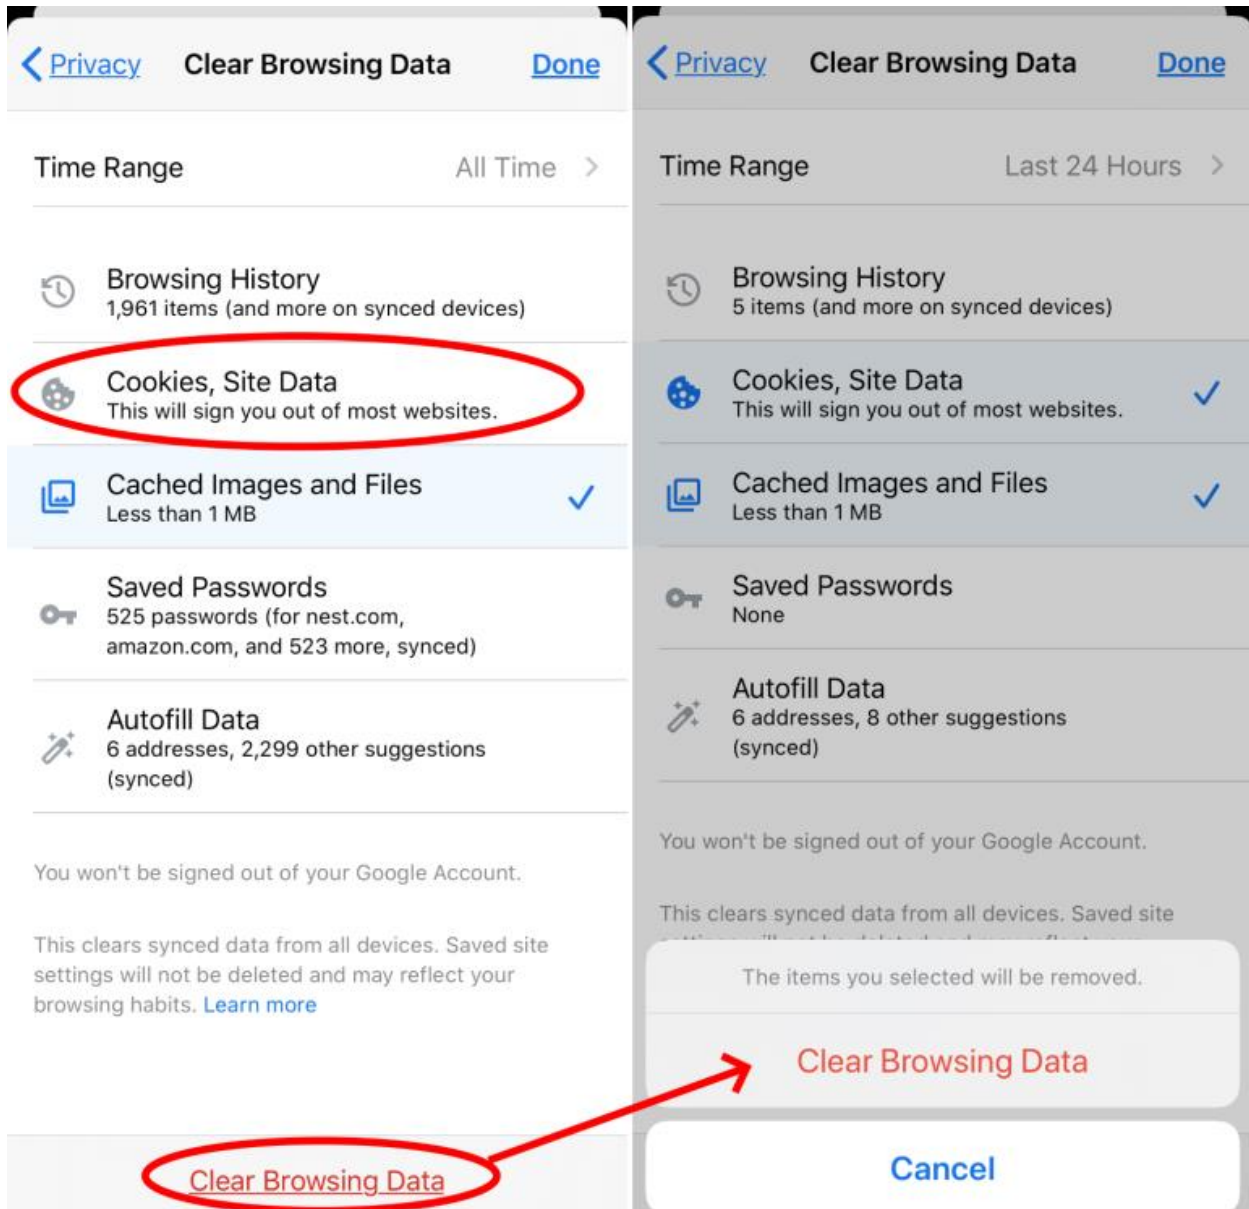 Privacy
Clear Browsing Data
Done
Time Range
All Time
Browsing History
1,961 items (and more on synced devices)
Cookies, Site Data
This will sign you out of most websites.
Cached Images and Files
Less than 1 MB
Saved Passwords
525 passwords (for nest.com,
amazon.com, and 523 more, synced)
Autofill Data
6 addresses, 2,299 other suggestions
(synced)
You won't be signed out of your Google Account.
This clears synced data from all devices. Saved site
settings will not be deleted and may reflect your
browsing habits. Learn more
Clear Browsing Data
Privacy
Clear Browsing Data
Done
Time Range
Last 24 Hours
Browsing History
5 items (and more on synced devices)
Cookies, Site Data
This will sign you out of most websites.
Cached Images and Files
Less than 1 MB
Saved Passwords
None
Autofill Data
6 addresses, 8 other suggestions
(synced)
You won't be signed out of your Google Account.
This clears synced data from all devices. Saved site
The items you selected will be removed.
Clear Browsing Data
Cancel